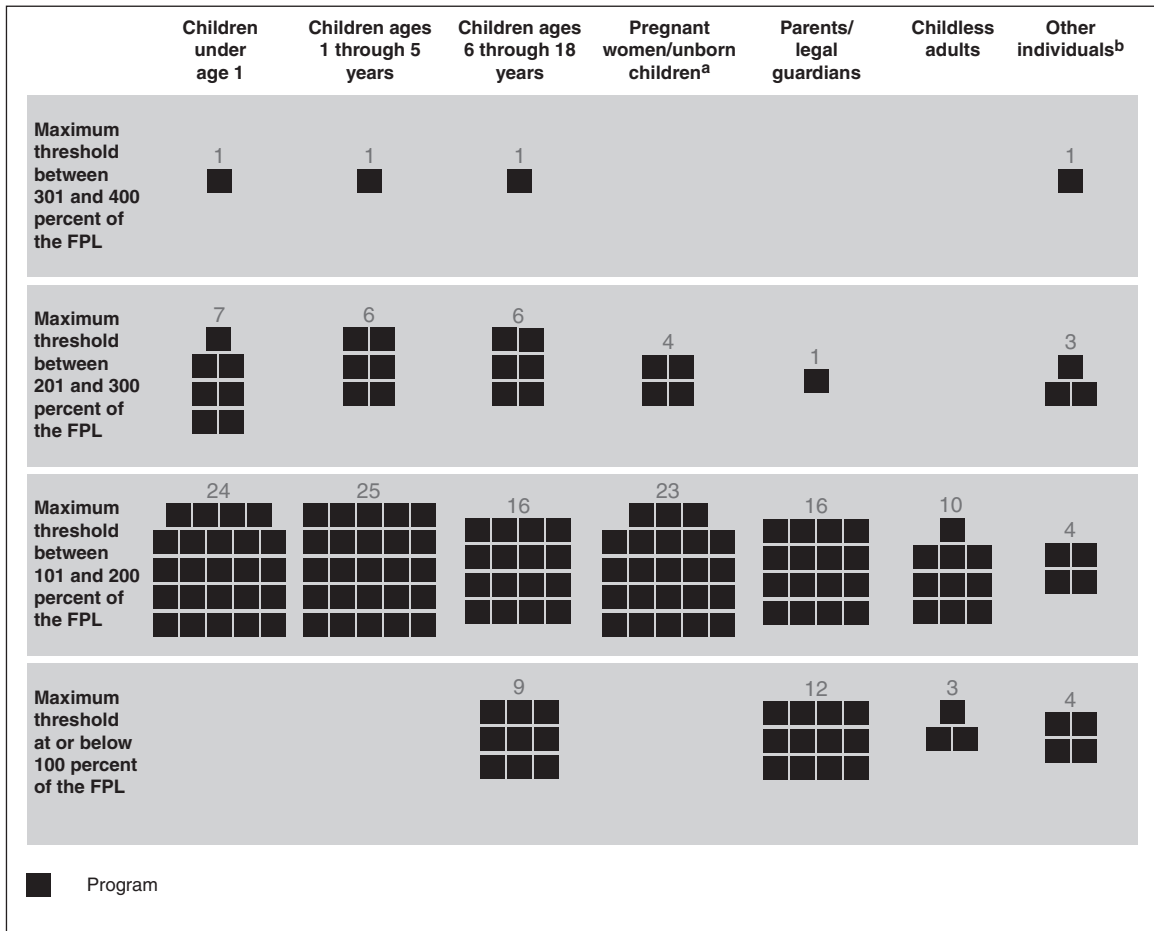 Children under age 1
Children ages 1 through 5 years
Children ages 6 through 18 years
Pregnant women/unborn children^a
Parents/ legal guardians
Childless adults
Other individuals^b
Maximum threshold between 301 and 400 percent of the FPL
1
1
1
1
Maximum threshold between 201 and 300 percent of the FPL
7
6
6
4
1
3
Maximum threshold between 101 and 200 percent of the FPL
24
25
16
23
16
10
4
Maximum threshold at or below 100 percent of the FPL
9
12
3
4
Program